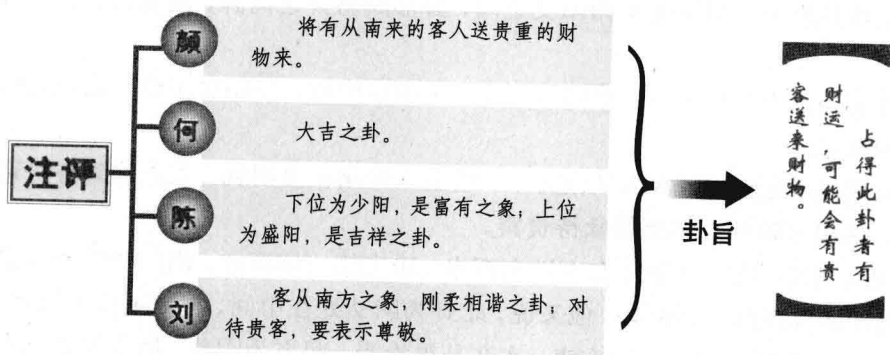 注评
颜
将有从南来的客人送贵重的财
物来。
何
大吉之卦。
陈
下位为少阳，是富有之象；上位
为盛阳，是吉祥之卦。
刘
客从南方之象，刚柔相谐之卦；对
待贵客，要表示尊敬。
卦旨
占得此卦者有
财运，可能会有贵
客送来财物。